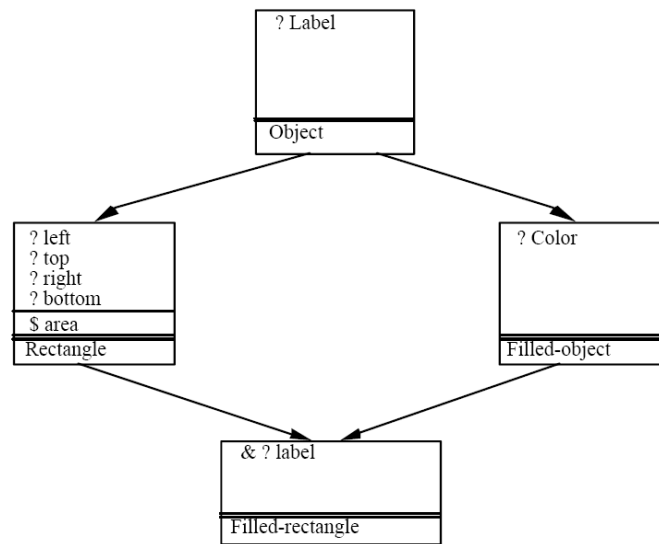 ? Label
Object
? left
? top
? right
? bottom
$ area
Rectangle
? Color
Filled-object
& ? label
Filled-rectangle